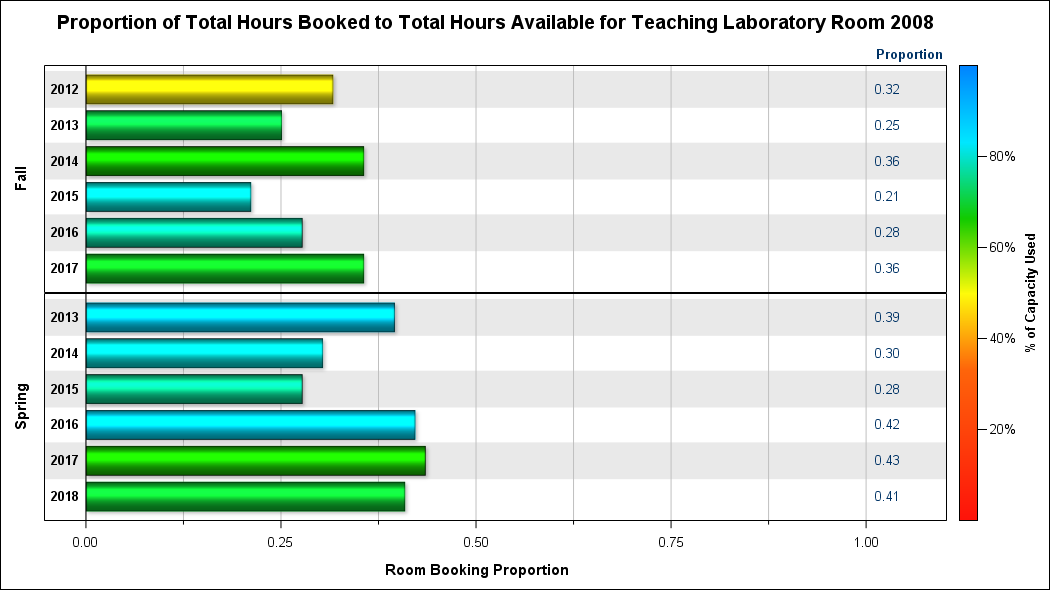 Proportion of Total Hours Booked to Total Hours Available for Teaching Laboratory Room 2008
Proportion
Fall
2012 0.32
2013 0.25
2014 0.36
2015 0.21
2016 0.28
2017 0.36
Spring
2013 0.39
2014 0.30
2015 0.28
2016 0.42
2017 0.43
2018 0.41
0.00 0.25 0.50 0.75 1.00
Room Booking Proportion
80%
60%
40%
20%
% of Capacity Used